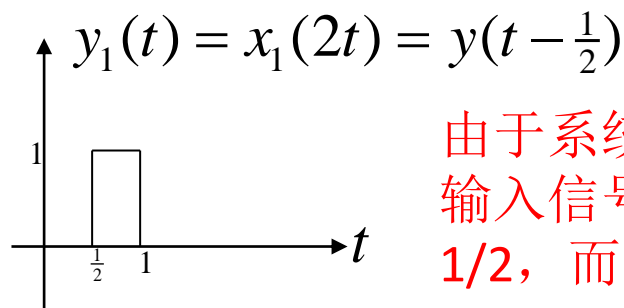 y₁(t) = x₁(2t) = y(t − ½)
由于系
输入信
1
1/2，而
t
½ 1